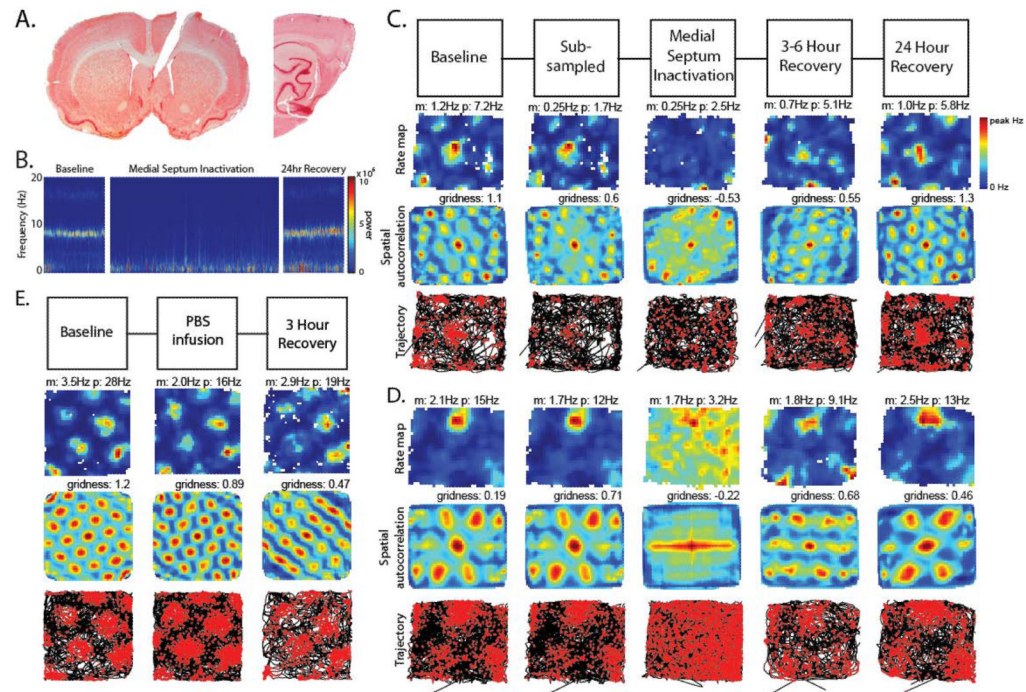 A.
B.
Baseline
Medial Septum Inactivation
24hr Recovery
x10⁶
20
10
0
Frequency (Hz)
10
5
0
power
C.
Baseline
Sub-
sampled
Medial
Septum
Inactivation
3-6 Hour
Recovery
24 Hour
Recovery
m: 1.2Hz p: 7.2Hz
m: 0.25Hz p: 1.7Hz
m: 0.25Hz p: 2.5Hz
m: 0.7Hz p: 5.1Hz
m: 1.0Hz p: 5.8Hz
Rate map
peak Hz
0 Hz
gridness: 1.1
gridness: 0.6
gridness: -0.53
gridness: 0.55
gridness: 1.3
Spatial
autocorrelation
Trajectory
D.
m: 2.1Hz p: 15Hz
m: 1.7Hz p: 12Hz
m: 1.7Hz p: 3.2Hz
m: 1.8Hz p: 9.1Hz
m: 2.5Hz p: 13Hz
Rate map
gridness: 0.19
gridness: 0.71
gridness: -0.22
gridness: 0.68
gridness: 0.46
Spatial
autocorrelation
Trajectory
E.
Baseline
PBS
infusion
3 Hour
Recovery
m: 3.5Hz p: 28Hz
m: 2.0Hz p: 16Hz
m: 2.9Hz p: 19Hz
gridness: 1.2
gridness: 0.89
gridness: 0.47